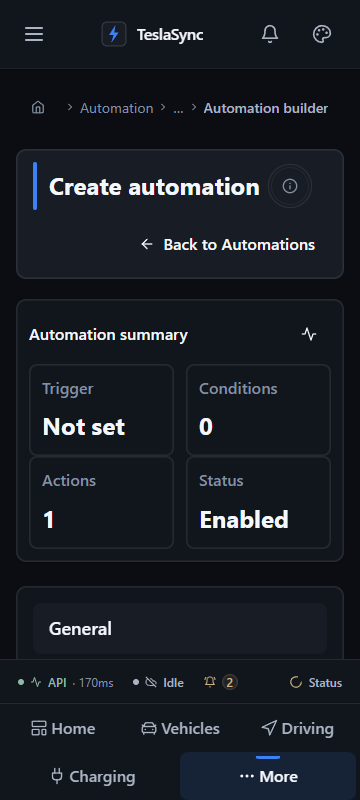 TeslaSync
Automation ... Automation builder
Create automation
Back to Automations
Automation summary
Trigger Conditions
Not set 0
Actions Status
1 Enabled
General
API · 170ms Idle 2 Status
Home Vehicles Driving
Charging More